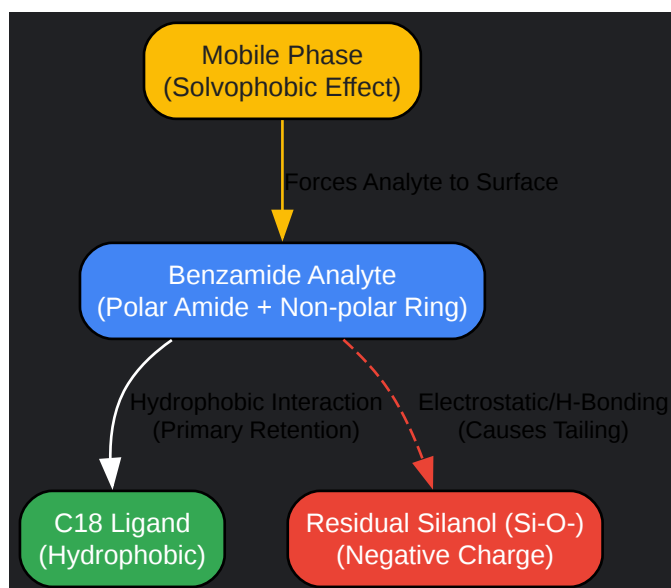 Mobile Phase
(Solvophobic Effect)
Forces Analyte to Surface
Benzamide Analyte
(Polar Amide + Non-polar Ring)
Hydrophobic Interaction
(Primary Retention)
Electrostatic/H-Bonding
(Causes Tailing)
C18 Ligand
(Hydrophobic)
Residual Silanol (Si-O-)
(Negative Charge)